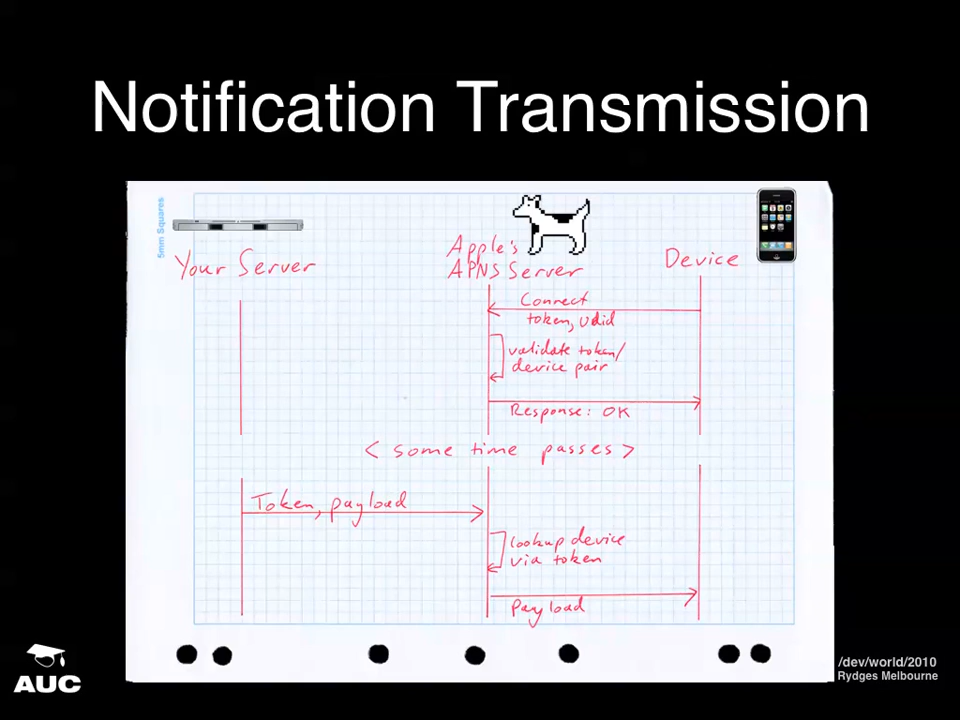 Notification Transmission
5mm Squares
Your Server
Apple's
APNS Server
Device
Connect
token, udid
validate token/
device pair
Response: OK
< some time passes >
Token, payload
lookup device
via token
Payload
AUC
/dev/world/2010
Rydges Melbourne